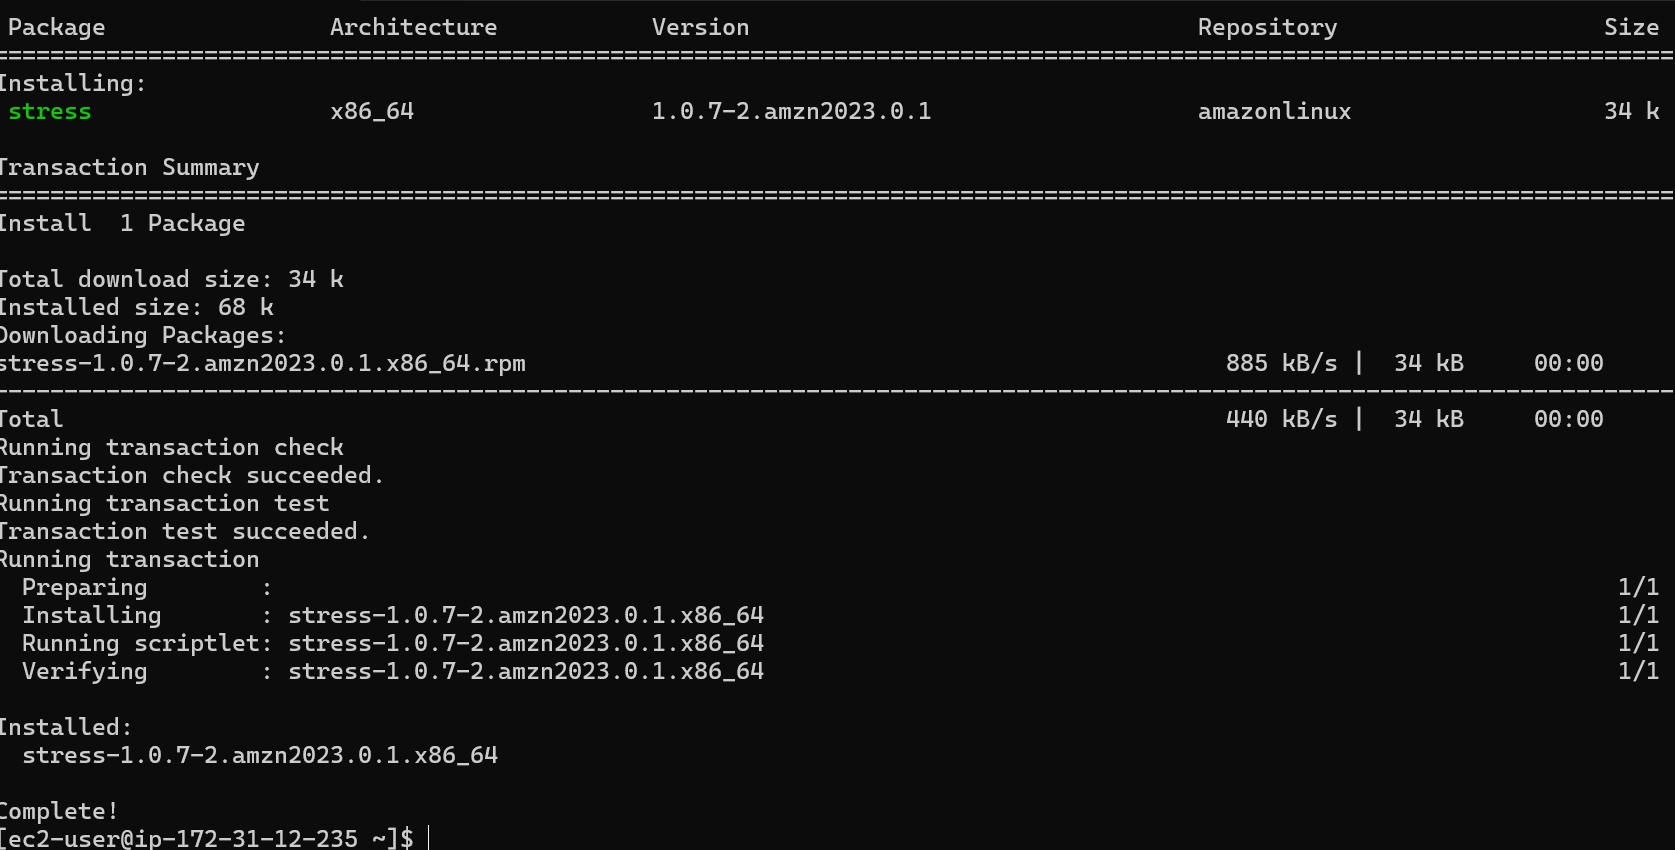 Package Architecture Version Repository Size
================================================================================
Installing:
stress x86_64 1.0.7-2.amzn2023.0.1 amazonlinux 34 k
Transaction Summary
================================================================================
Install 1 Package
Total download size: 34 k
Installed size: 68 k
Downloading Packages:
stress-1.0.7-2.amzn2023.0.1.x86_64.rpm 885 kB/s | 34 kB 00:00
--------------------------------------------------------------------------------
Total 440 kB/s | 34 kB 00:00
Running transaction check
Transaction check succeeded.
Running transaction test
Transaction test succeeded.
Running transaction
Preparing : 1/1
Installing : stress-1.0.7-2.amzn2023.0.1.x86_64 1/1
Running scriptlet: stress-1.0.7-2.amzn2023.0.1.x86_64 1/1
Verifying : stress-1.0.7-2.amzn2023.0.1.x86_64 1/1
Installed:
stress-1.0.7-2.amzn2023.0.1.x86_64
Complete!
[ec2-user@ip-172-31-12-235 ~]$